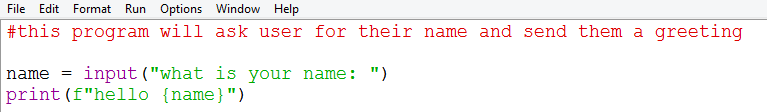 File Edit Format Run Options Window Help
#this program will ask user for their name and send them a greeting
name = input("what is your name: ")
print(f"hello {name}")